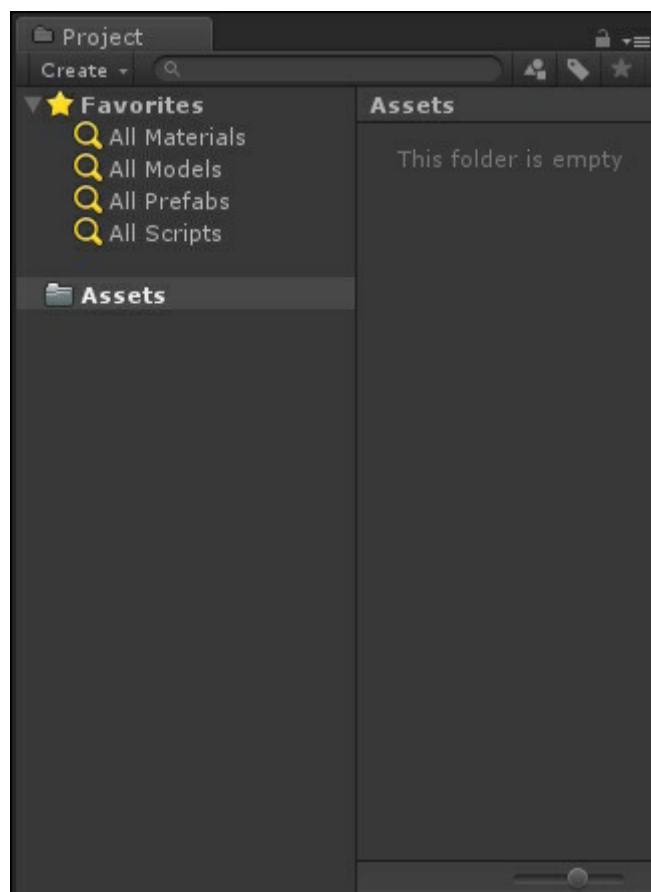 Project
Create
Favorites
All Materials
All Models
All Prefabs
All Scripts
Assets
Assets
This folder is empty